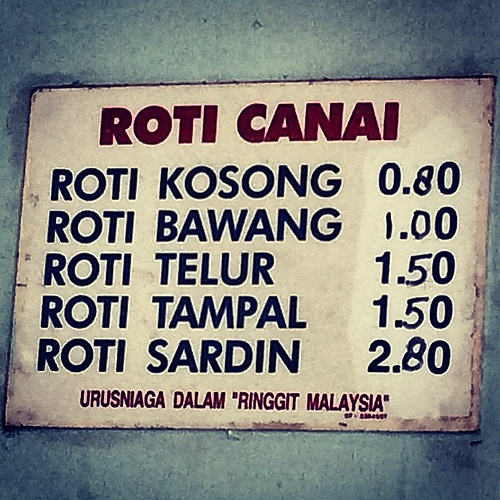 ROTI CANAI
ROTI KOSONG 0.80
ROTI BAWANG 1.00
ROTI TELUR 1.50
ROTI TAMPAL 1.50
ROTI SARDIN 2.80
URUSNIAGA DALAM "RINGGIT MALAYSIA"